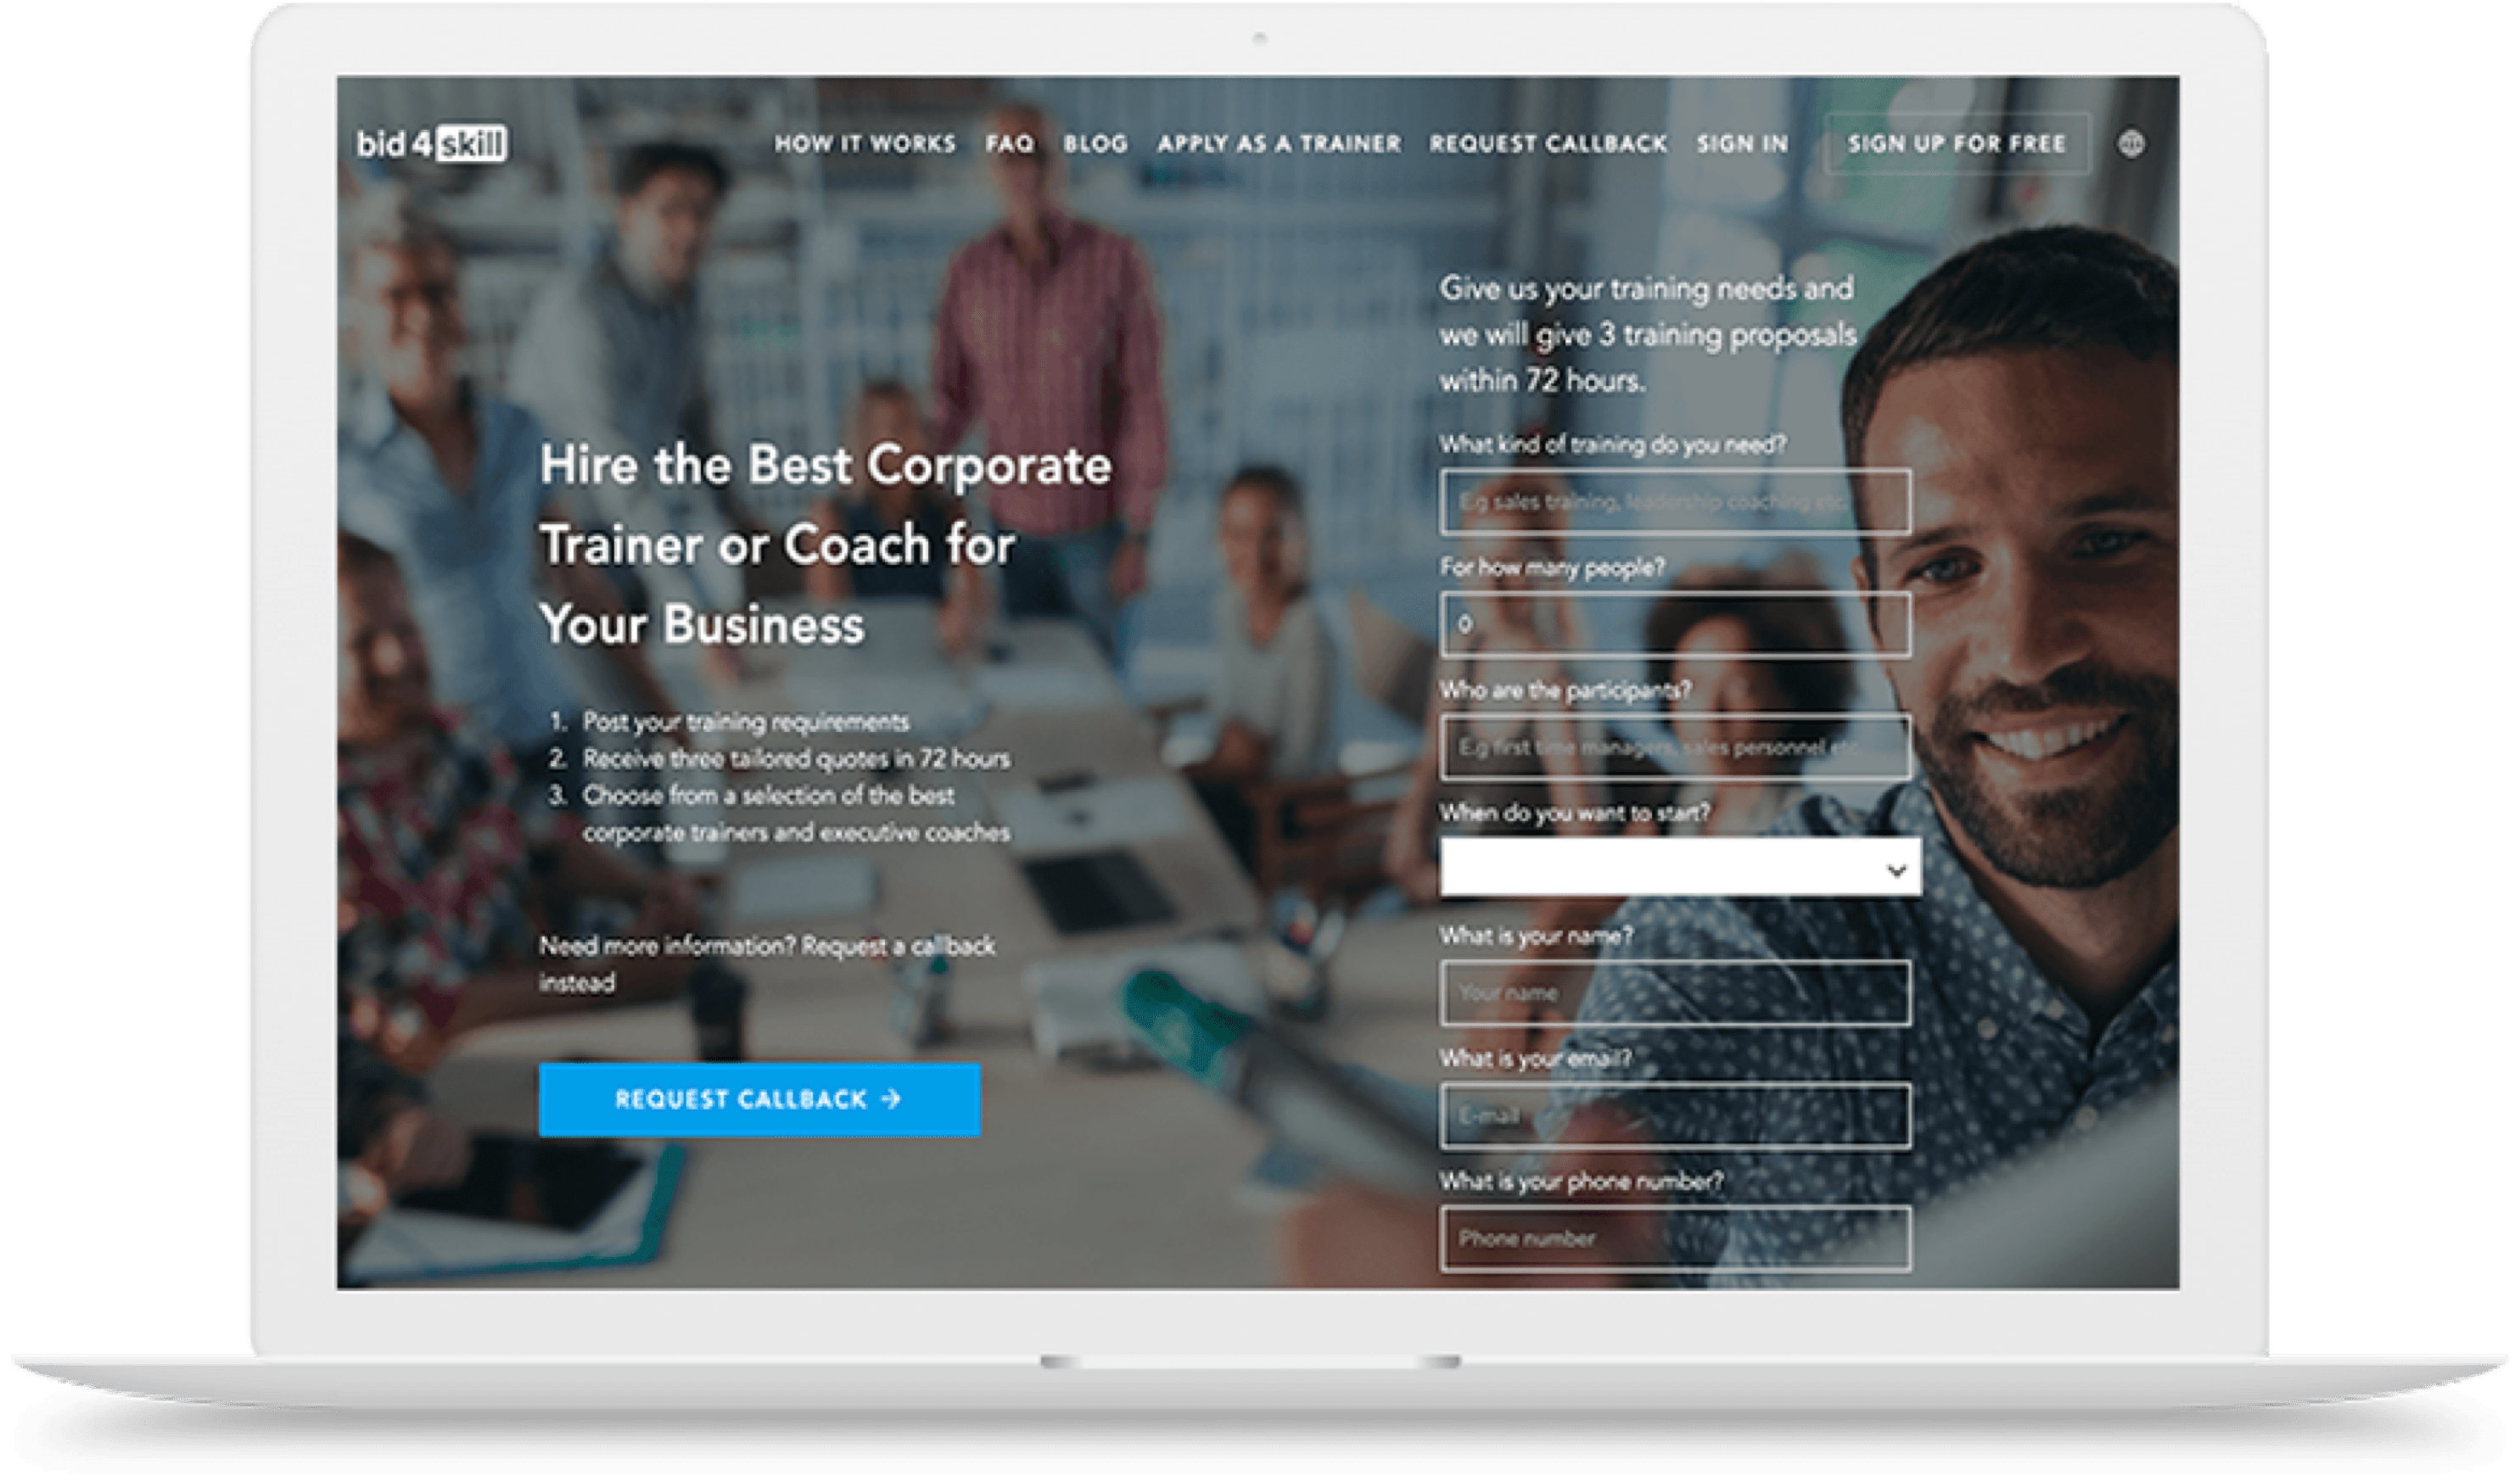 bid 4 skill
HOW IT WORKS FAQ BLOG APPLY AS A TRAINER REQUEST CALLBACK SIGN IN SIGN UP FOR FREE
Hire the Best Corporate
Trainer or Coach for
Your Business
1. Post your training requirements
2. Receive three tailored quotes in 72 hours
3. Choose from a selection of the best
corporate trainers and executive coaches
Need more information? Request a callback
instead
REQUEST CALLBACK →
Give us your training needs and
we will give 3 training proposals
within 72 hours.
What kind of training do you need?
E.g sales training, leadership coaching etc.
For how many people?
0
Who are the participants?
E.g first time managers, sales personnel etc.
When do you want to start?
What is your name?
Your name
What is your email?
E-mail
What is your phone number?
Phone number